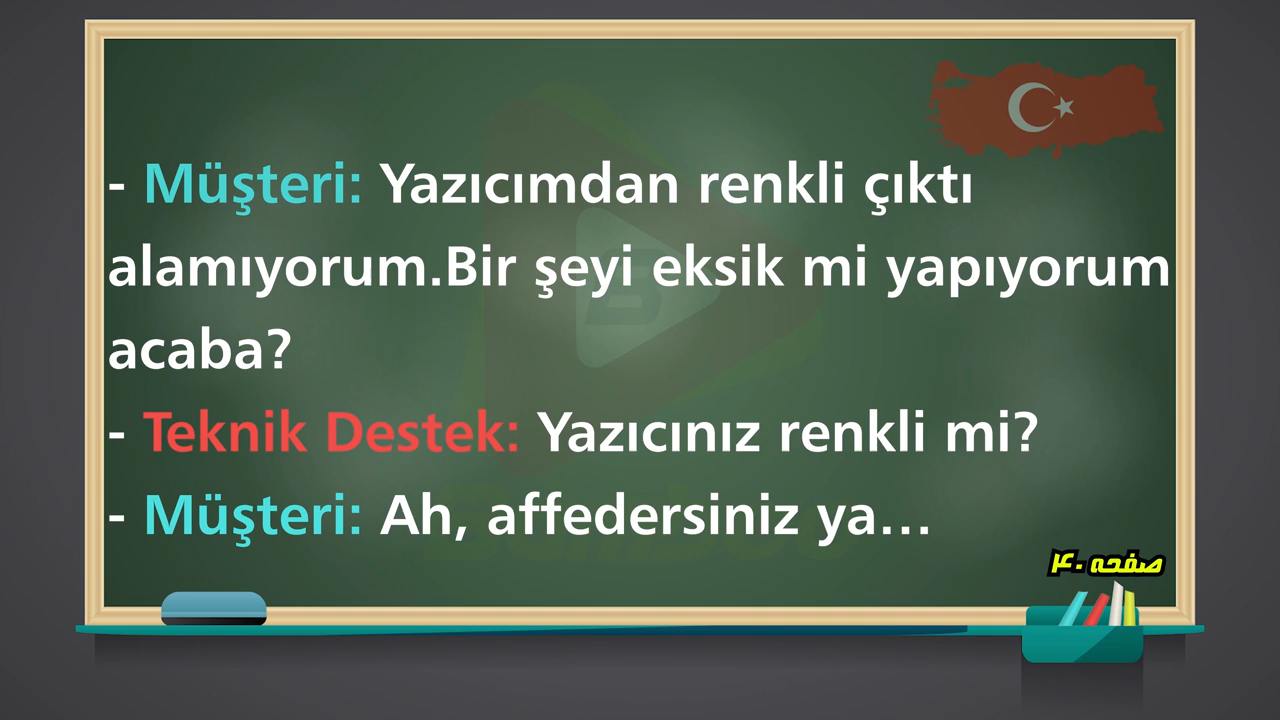 - Müşteri: Yazıcımdan renkli çıktı
alamıyorum.Bir şeyi eksik mi yapıyorum
acaba?
- Teknik Destek: Yazıcınız renkli mi?
- Müşteri: Ah, affedersiniz ya...
صفحه ۴۰